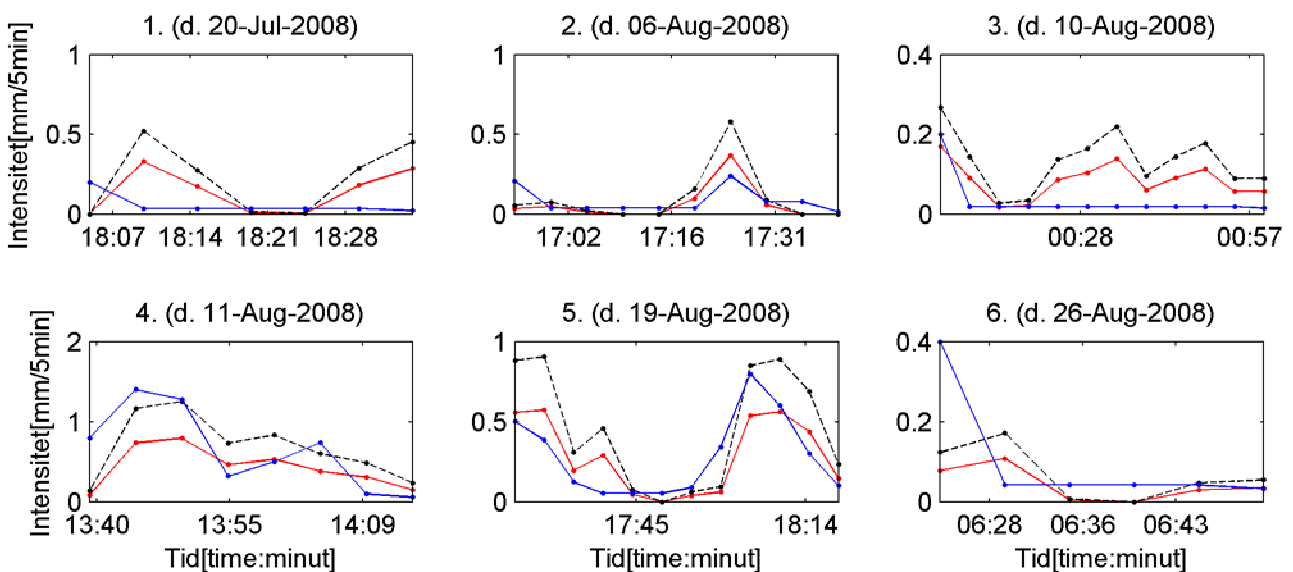 1. (d. 20-Jul-2008)
2. (d. 06-Aug-2008)
3. (d. 10-Aug-2008)
Intensitet[mm/5min]
1
0.5
0
18:07 18:14 18:21 18:28
1
0.5
0
17:02 17:16 17:31
0.4
0.2
0
00:28 00:57
4. (d. 11-Aug-2008)
5. (d. 19-Aug-2008)
6. (d. 26-Aug-2008)
Intensitet[mm/5min]
2
1
0
13:40 13:55 14:09
Tid[time:minut]
1
0.5
0
17:45 18:14
Tid[time:minut]
0.4
0.2
0
06:28 06:36 06:43
Tid[time:minut]